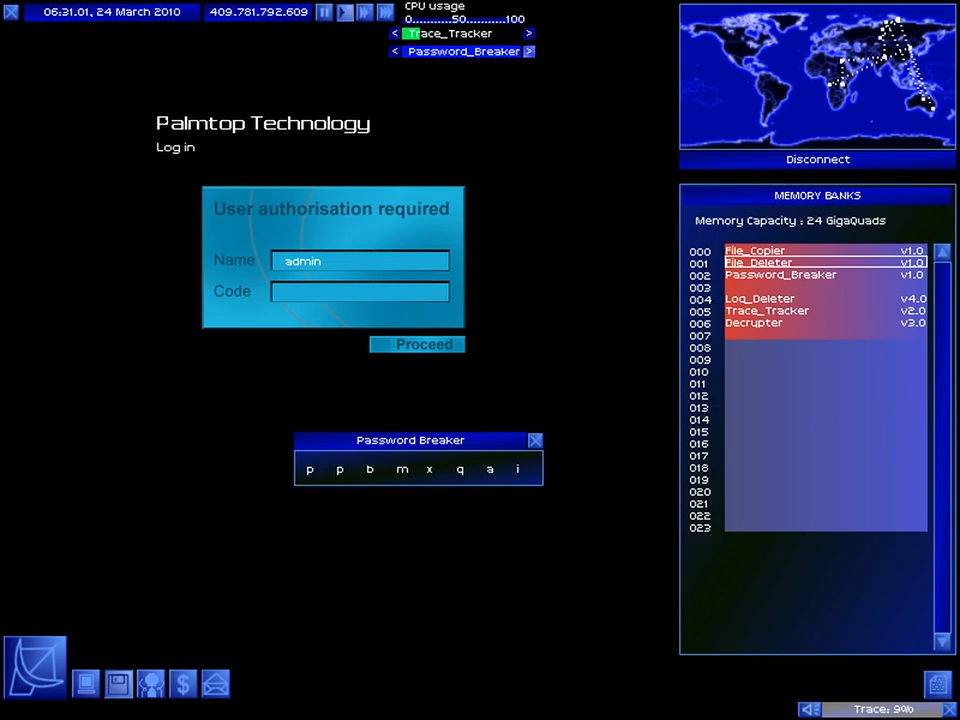 06:31.01, 24 March 2010
409.781.792.609
CPU usage
0............50............100
< Trace_Tracker >
< Password_Breaker >
Palmtop Technology
Log in
User authorisation required
Name admin
Code
Proceed
Password Breaker
p p b m x q a i
Disconnect
MEMORY BANKS
Memory Capacity : 24 GigaQuads
000 File_Copier v1.0
001 File_Deleter v1.0
002 Password_Breaker v1.0
003
004 Log_Deleter v4.0
005 Trace_Tracker v2.0
006 Decrypter v3.0
007
008
009
010
011
012
013
014
015
016
017
018
019
020
021
022
023
$
Trace: 9%